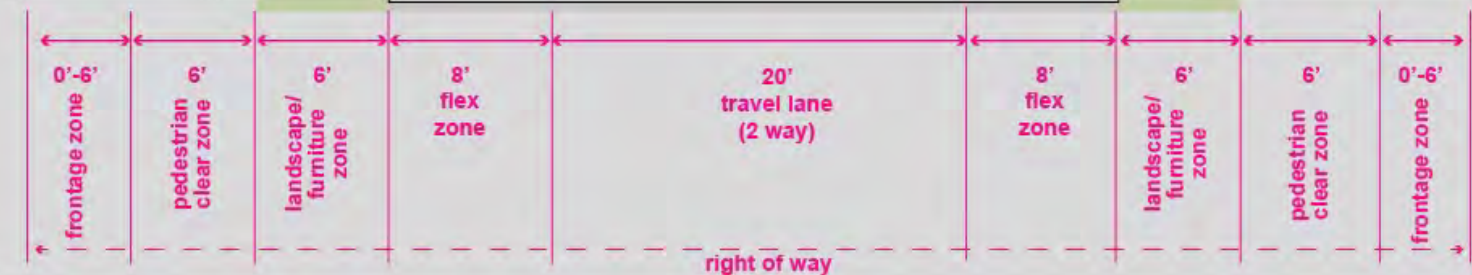 0'-6'
frontage zone
6'
pedestrian
clear zone
6'
landscape/
furniture
zone
8'
flex
zone
20'
travel lane
(2 way)
8'
flex
zone
6'
landscape/
furniture
zone
6'
pedestrian
clear zone
0'-6'
frontage zone
right of way